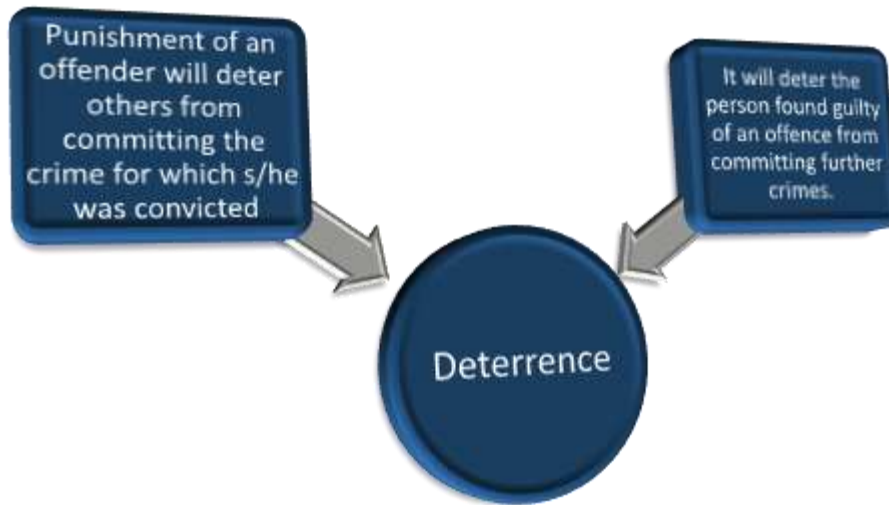 Punishment of an
offender will deter
others from
committing the
crime for which s/he
was convicted
It will deter the
person found guilty
of an offence from
committing further
crimes.
Deterrence